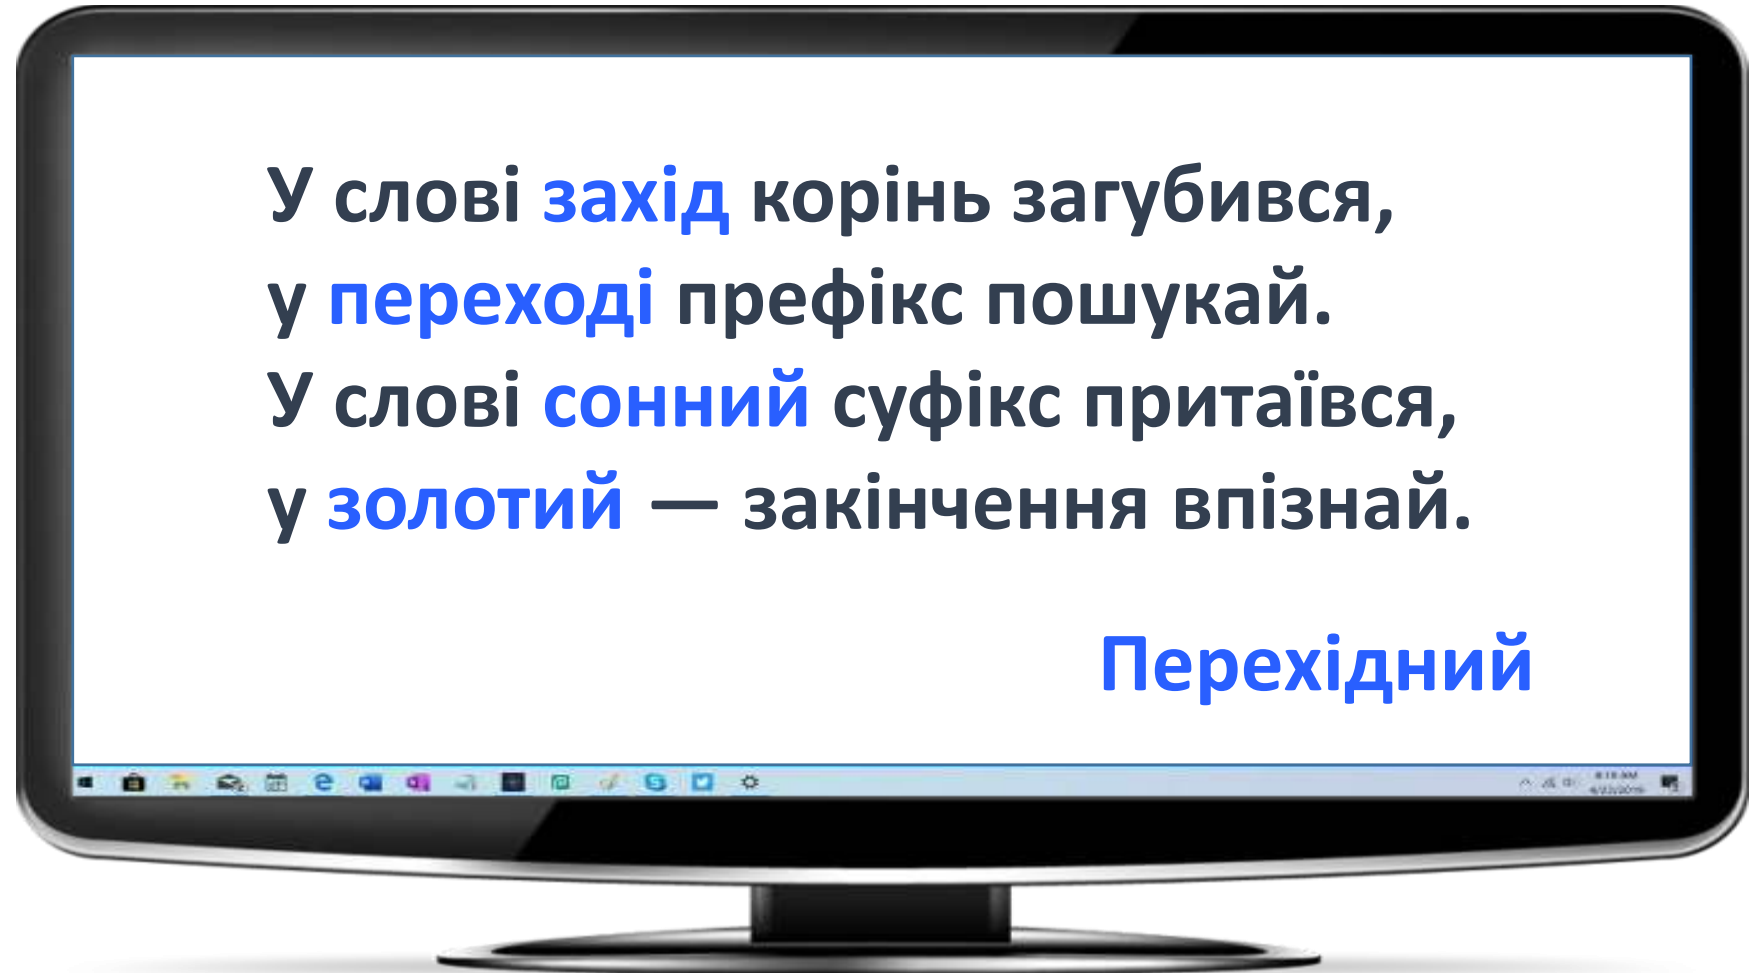 У слові захід корінь загубився,
у переході префікс пошукай.
У слові сонний суфікс притаївся,
у золотий — закінчення впізнай.
Перехідний